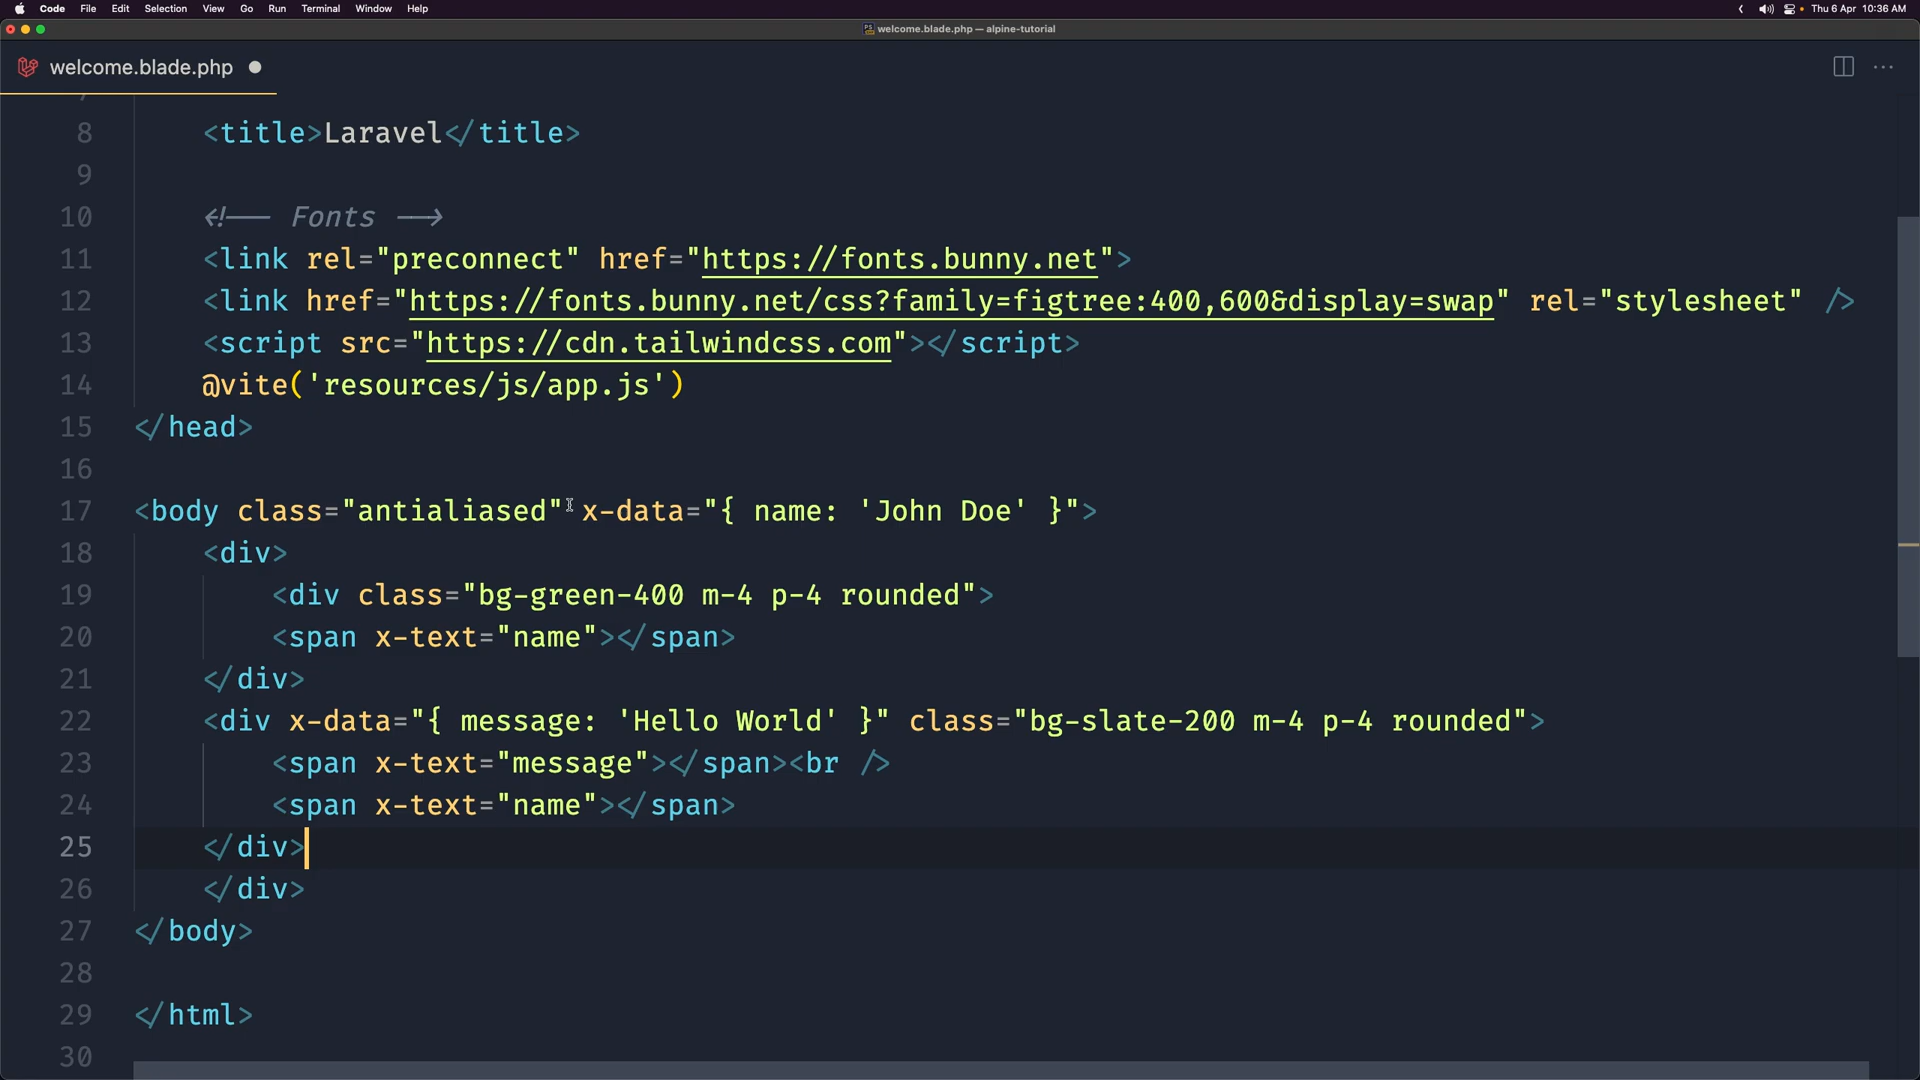 Code File Edit Selection View Go Run Terminal Window Help Thu 6 Apr 10:36 AM
welcome.blade.php — alpine-tutorial
welcome.blade.php
7
8 <title>Laravel</title>
9
10 <!-- Fonts -->
11 <link rel="preconnect" href="https://fonts.bunny.net">
12 <link href="https://fonts.bunny.net/css?family=figtree:400,600&display=swap" rel="stylesheet" />
13 <script src="https://cdn.tailwindcss.com"></script>
14 @vite('resources/js/app.js')
15 </head>
16
17 <body class="antialiased" x-data="{ name: 'John Doe' }">
18 <div>
19 <div class="bg-green-400 m-4 p-4 rounded">
20 <span x-text="name"></span>
21 </div>
22 <div x-data="{ message: 'Hello World' }" class="bg-slate-200 m-4 p-4 rounded">
23 <span x-text="message"></span><br />
24 <span x-text="name"></span>
25 </div>
26 </div>
27 </body>
28
29 </html>
30